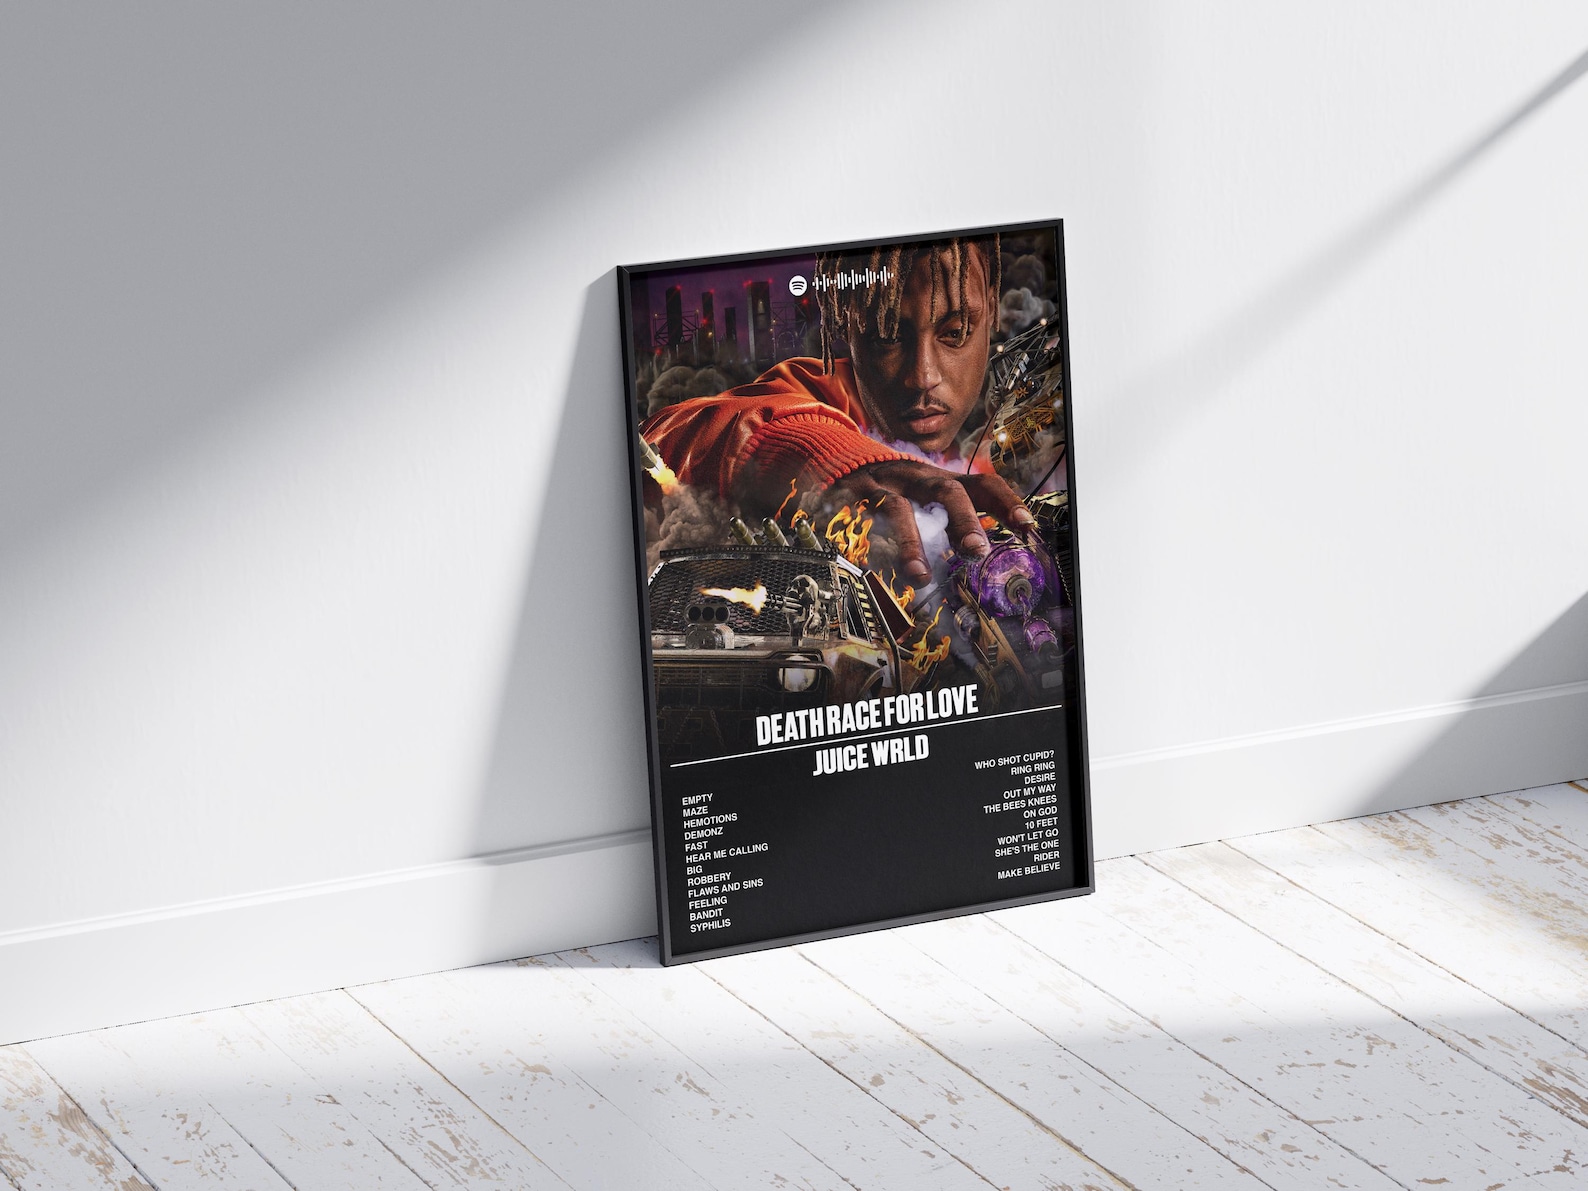 DEATH RACE FOR LOVE
JUICE WRLD
EMPTY
MAZE
HEMOTIONS
DEMONZ
FAST
HEAR ME CALLING
BIG
ROBBERY
FLAWS AND SINS
FEELING
BANDIT
SYPHILIS
WHO SHOT CUPID?
RING RING
DESIRE
OUT MY WAY
THE BEES KNEES
ON GOD
10 FEET
WON'T LET GO
SHE'S THE ONE
RIDER
MAKE BELIEVE